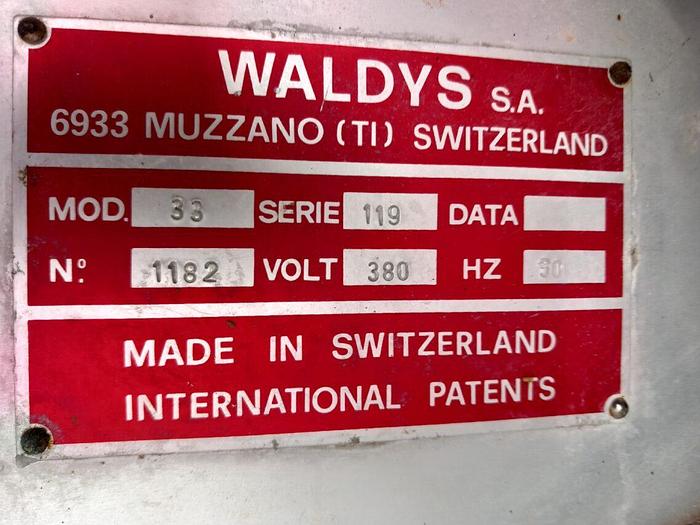 WALDYS S.A.
6933 MUZZANO (TI) SWITZERLAND
MOD. 33 SERIE 119 DATA
Nº. 1182 VOLT 380 HZ 50
MADE IN SWITZERLAND
INTERNATIONAL PATENTS